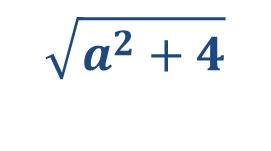 √(a² + 4)